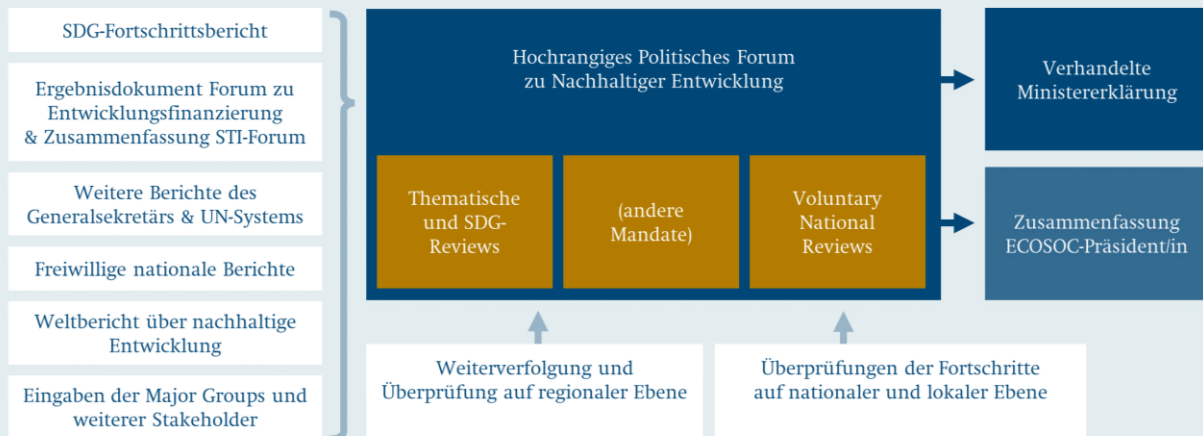 SDG-Fortschrittsbericht
Ergebnisdokument Forum zu
Entwicklungsfinanzierung
& Zusammenfassung STI-Forum
Weitere Berichte des
Generalsekretärs & UN-Systems
Freiwillige nationale Berichte
Weltbericht über nachhaltige
Entwicklung
Eingaben der Major Groups und
weiterer Stakeholder
Hochrangiges Politisches Forum
zu Nachhaltiger Entwicklung
Thematische
und SDG-
Reviews
(andere
Mandate)
Voluntary
National
Reviews
Weiterverfolgung und
Überprüfung auf regionaler Ebene
Überprüfungen der Fortschritte
auf nationaler und lokaler Ebene
Verhandelte
Ministererklärung
Zusammenfassung
ECOSOC-Präsident/in